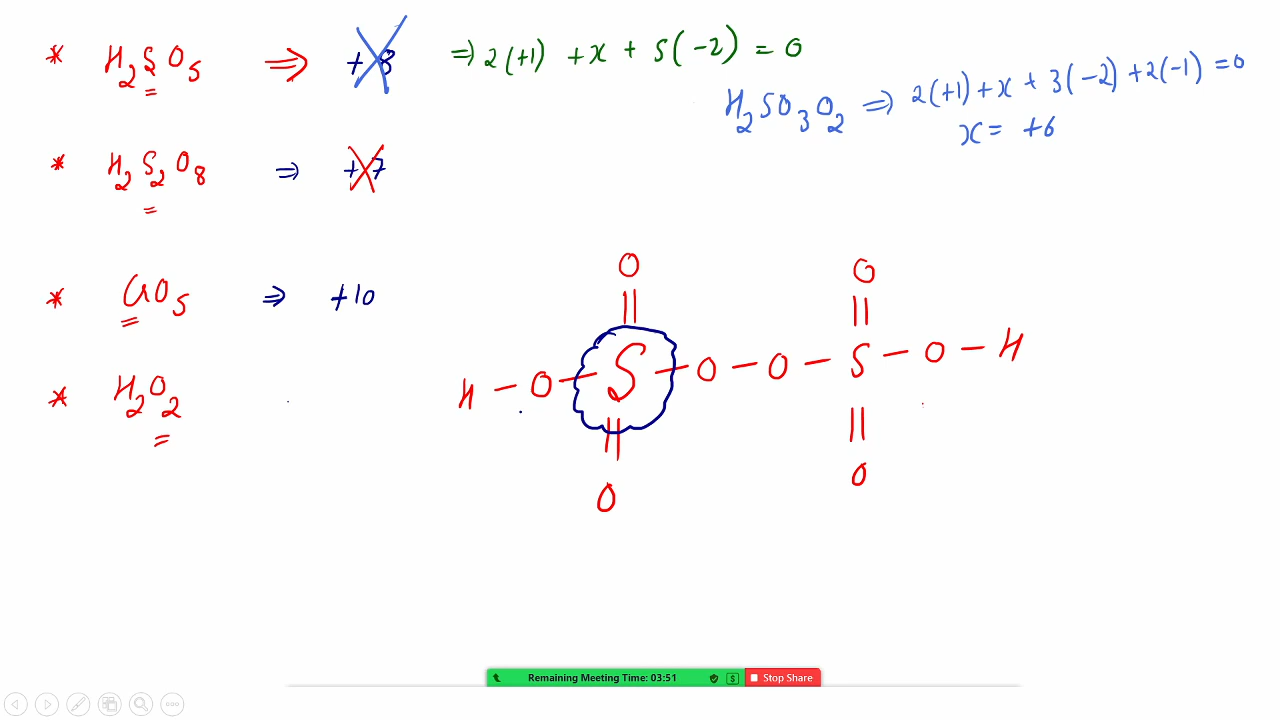 * H₂SO₅ ⇒ +8 ⇒ 2(+1) + x + 5(-2) = 0
H₂SO₃O₂ ⇒ 2(+1) + x + 3(-2) + 2(-1) = 0
x = +6
* H₂S₂O₈ ⇒ +7
* CrO₅ ⇒ +10
* H₂O₂
O O
H - O - S - O - O - S - O - H
O O
Remaining Meeting Time: 03:51 Stop Share